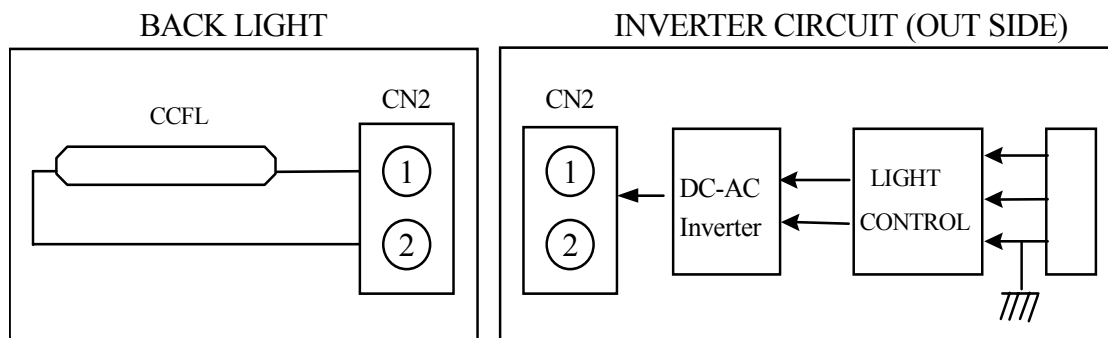 BACK LIGHT
CCFL
CN2
1
2
INVERTER CIRCUIT (OUT SIDE)
CN2
1
2
DC-AC
Inverter
LIGHT
CONTROL